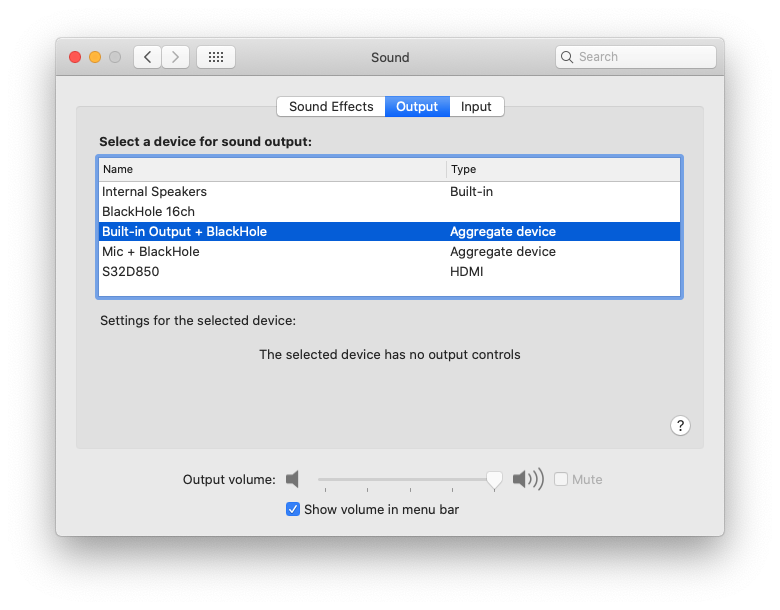 Sound
Search
Sound Effects Output Input
Select a device for sound output:
Name Type
Internal Speakers Built-in
BlackHole 16ch
Built-in Output + BlackHole Aggregate device
Mic + BlackHole Aggregate device
S32D850 HDMI
Settings for the selected device:
The selected device has no output controls
?
Output volume: Mute
Show volume in menu bar